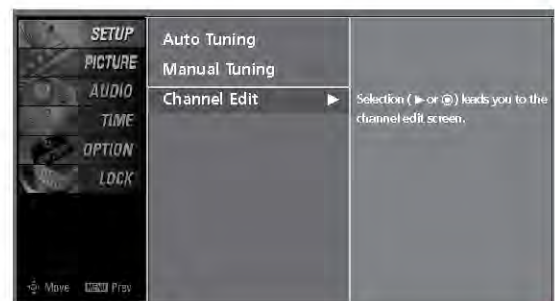 SETUP
PICTURE
AUDIO
TIME
OPTION
LOCK
Move MENU Prev
Auto Tuning
Manual Tuning
Channel Edit ▶
Selection ( ▶ or ◉ ) leads you to the
channel edit screen.